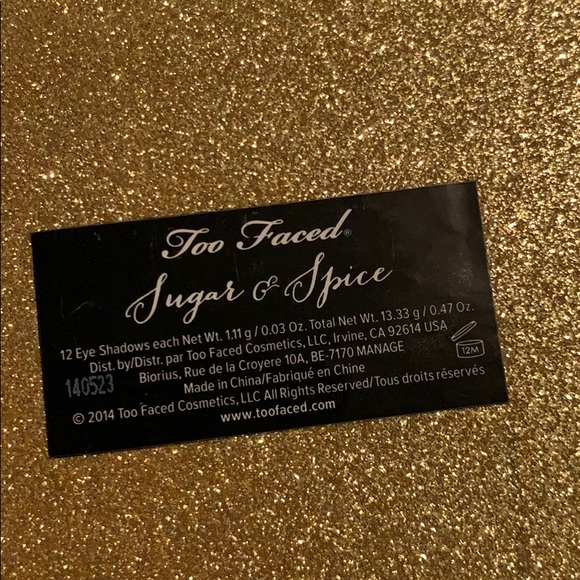 Too Faced®
Sugar & Spice
12 Eye Shadows each Net Wt. 1.11 g / 0.03 Oz. Total Net Wt. 13.33 g / 0.47 Oz.
Dist. by/Distr. par Too Faced Cosmetics, LLC, Irvine, CA 92614 USA
Biorius, Rue de la Croyere 10A, BE-7170 MANAGE
12M
140523
Made in China/Fabriqué en Chine
© 2014 Too Faced Cosmetics, LLC All Rights Reserved/Tous droits réservés
www.toofaced.com